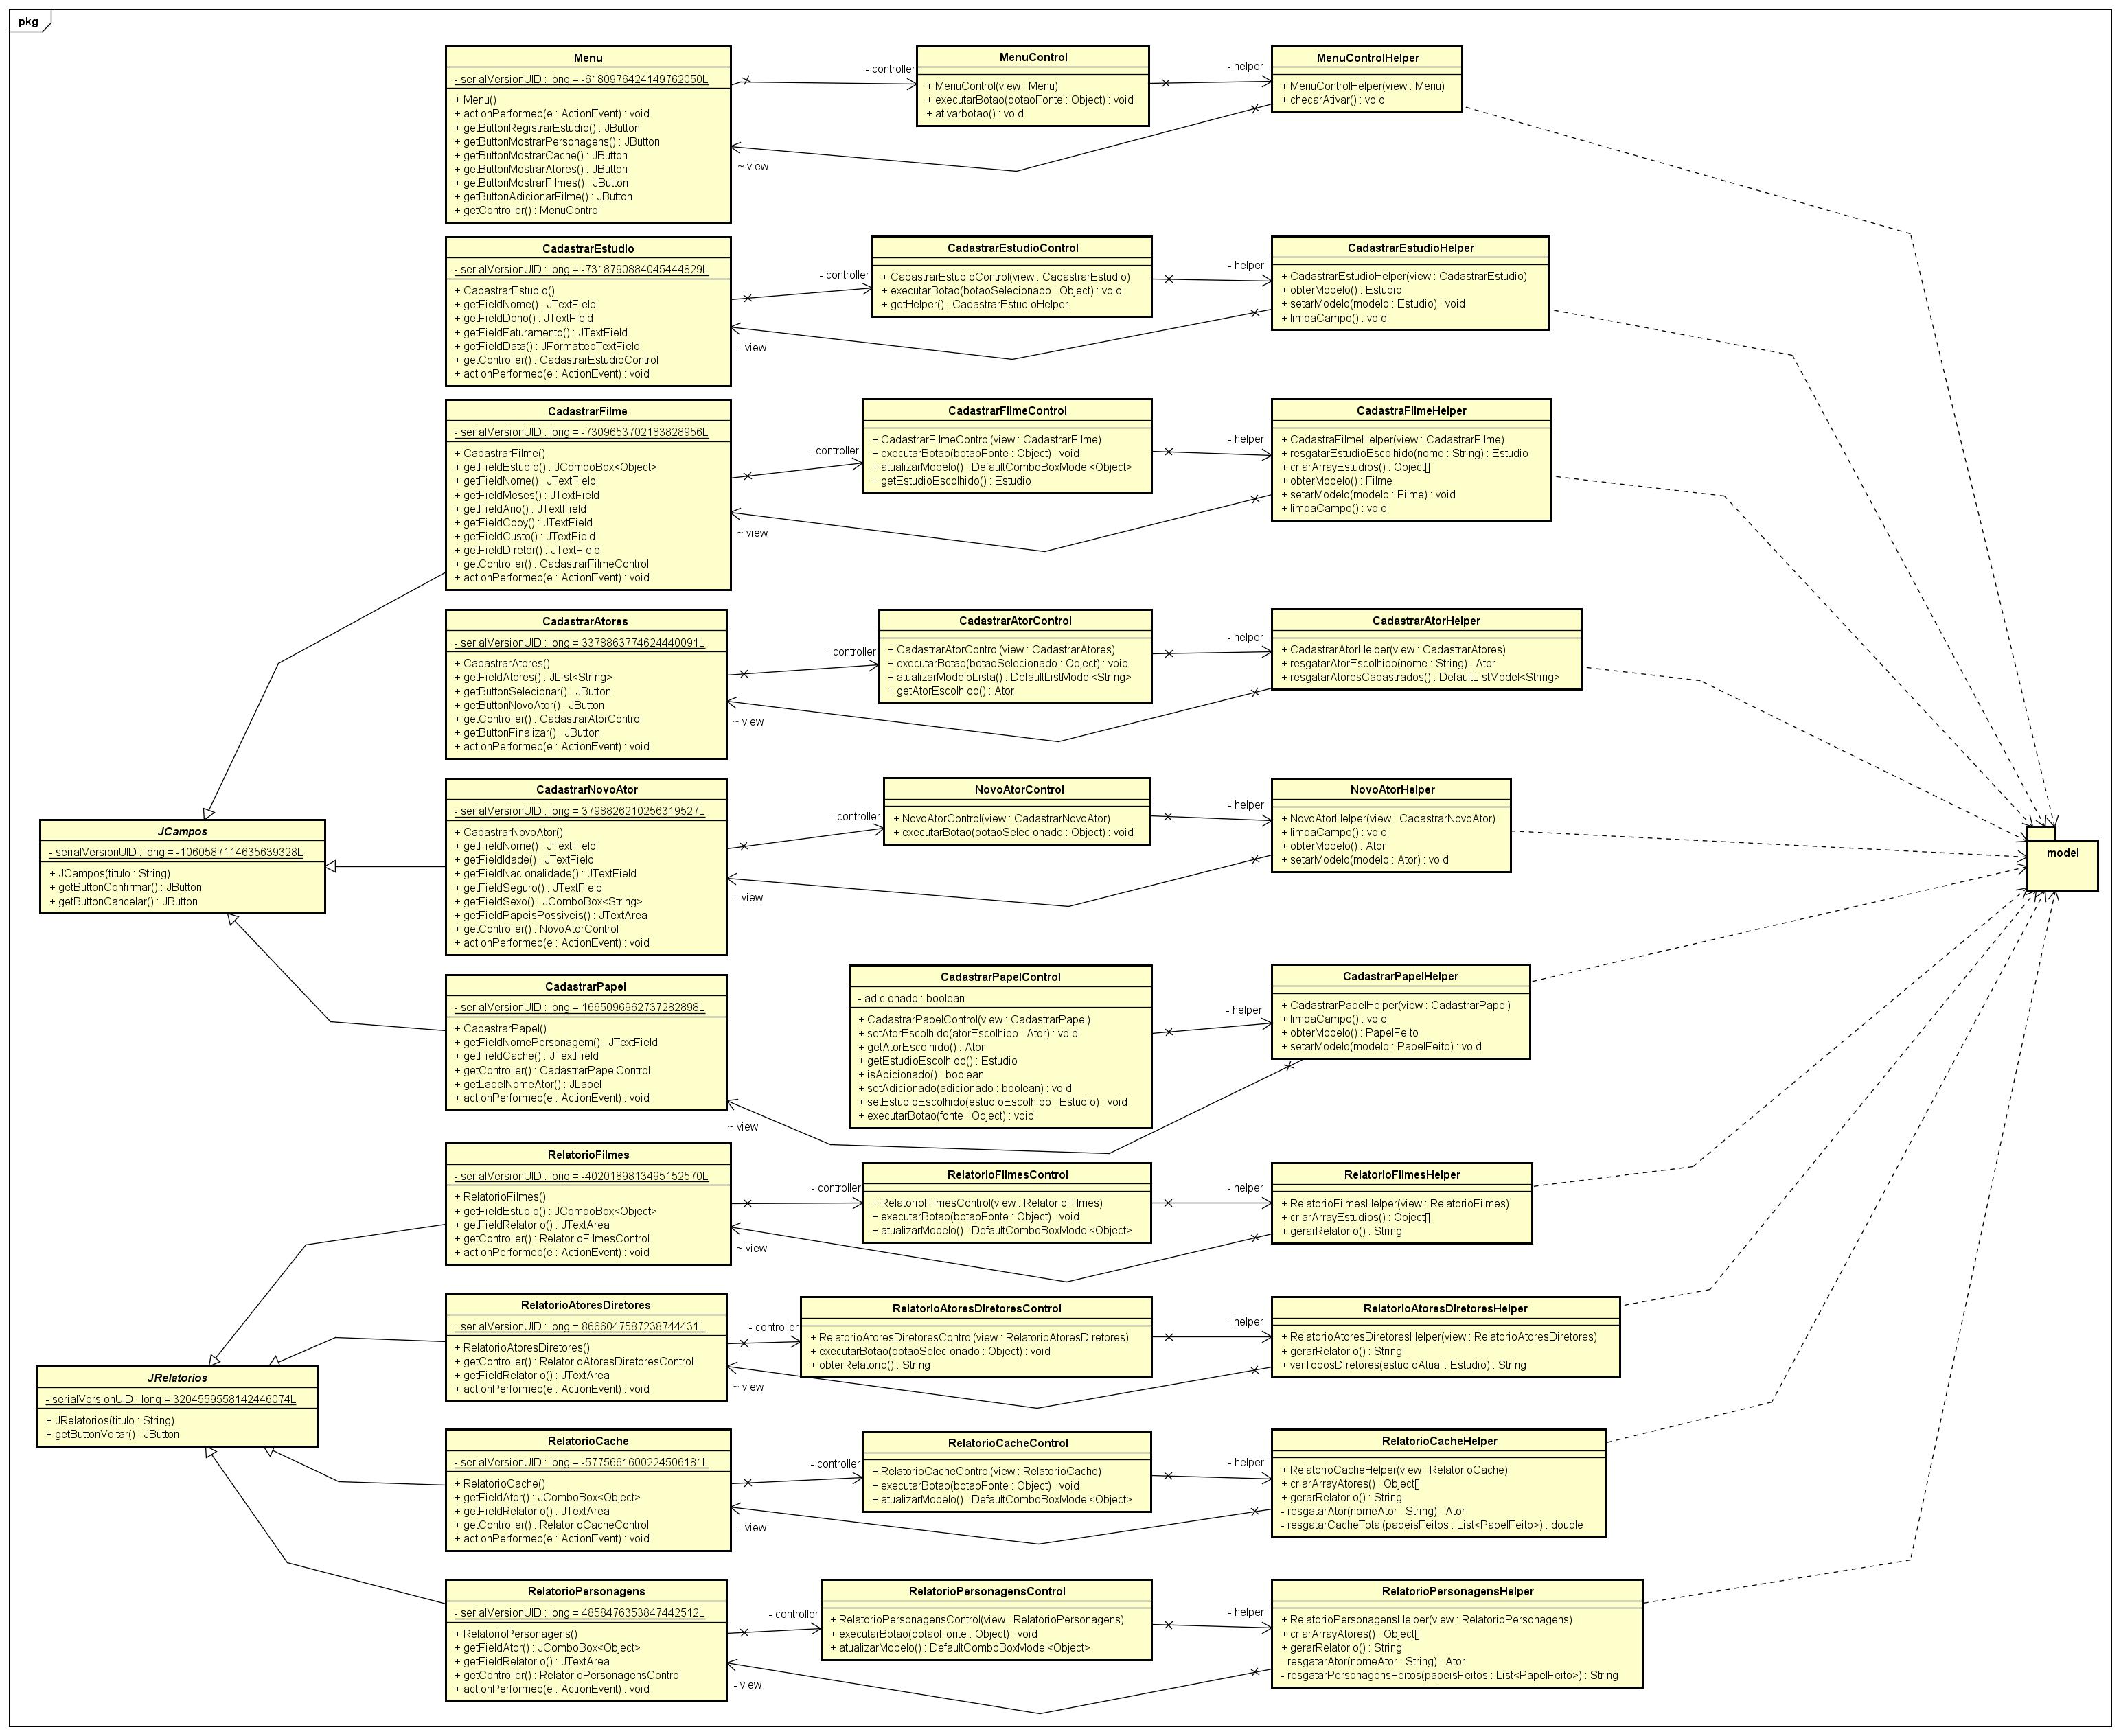 pkg
Menu
- serialVersionUID : long = -6180976424149762050L
+ Menu()
+ actionPerformed(e : ActionEvent) : void
+ getButtonRegistrarEstudio() : JButton
+ getButtonMostrarPersonagens() : JButton
+ getButtonMostrarCache() : JButton
+ getButtonMostrarAtores() : JButton
+ getButtonMostrarFilmes() : JButton
+ getButtonAdicionarFilme() : JButton
+ getController() : MenuControl
- controller
~ view
MenuControl
+ MenuControl(view : Menu)
+ executarBotao(botaoFonte : Object) : void
+ ativarbotao() : void
- helper
MenuControlHelper
+ MenuControlHelper(view : Menu)
+ checarAtivar() : void
CadastrarEstudio
- serialVersionUID : long = -7318790884045444829L
+ CadastrarEstudio()
+ getFieldNome() : JTextField
+ getFieldDono() : JTextField
+ getFieldFaturamento() : JTextField
+ getFieldData() : JFormattedTextField
+ getController() : CadastrarEstudioControl
+ actionPerformed(e : ActionEvent) : void
- controller
- view
CadastrarEstudioControl
+ CadastrarEstudioControl(view : CadastrarEstudio)
+ executarBotao(botaoSelecionado : Object) : void
+ getHelper() : CadastrarEstudioHelper
- helper
CadastrarEstudioHelper
+ CadastrarEstudioHelper(view : CadastrarEstudio)
+ obterModelo() : Estudio
+ setarModelo(modelo : Estudio) : void
+ limpaCampo() : void
CadastrarFilme
- serialVersionUID : long = -7309653702183828956L
+ CadastrarFilme()
+ getFieldEstudio() : JComboBox<Object>
+ getFieldNome() : JTextField
+ getFieldMeses() : JTextField
+ getFieldAno() : JTextField
+ getFieldCopy() : JTextField
+ getFieldCusto() : JTextField
+ getFieldDiretor() : JTextField
+ getController() : CadastrarFilmeControl
+ actionPerformed(e : ActionEvent) : void
- controller
~ view
CadastrarFilmeControl
+ CadastrarFilmeControl(view : CadastrarFilme)
+ executarBotao(botaoFonte : Object) : void
+ atualizarModelo() : DefaultComboBoxModel<Object>
+ getEstudioEscolhido() : Estudio
- helper
CadastraFilmeHelper
+ CadastraFilmeHelper(view : CadastrarFilme)
+ resgatarEstudioEscolhido(nome : String) : Estudio
+ criarArrayEstudios() : Object[]
+ obterModelo() : Filme
+ setarModelo(modelo : Filme) : void
+ limpaCampo() : void
CadastrarAtores
- serialVersionUID : long = 3378863774624440091L
+ CadastrarAtores()
+ getFieldAtores() : JList<String>
+ getButtonSelecionar() : JButton
+ getButtonNovoAtor() : JButton
+ getController() : CadastrarAtorControl
+ getButtonFinalizar() : JButton
+ actionPerformed(e : ActionEvent) : void
- controller
~ view
CadastrarAtorControl
+ CadastrarAtorControl(view : CadastrarAtores)
+ executarBotao(botaoSelecionado : Object) : void
+ atualizarModeloLista() : DefaultListModel<String>
+ getAtorEscolhido() : Ator
- helper
CadastrarAtorHelper
+ CadastrarAtorHelper(view : CadastrarAtores)
+ resgatarAtorEscolhido(nome : String) : Ator
+ resgatarAtoresCadastrados() : DefaultListModel<String>
JCampos
- serialVersionUID : long = -1060587114635639328L
+ JCampos(titulo : String)
+ getButtonConfirmar() : JButton
+ getButtonCancelar() : JButton
CadastrarNovoAtor
- serialVersionUID : long = 3798826210256319527L
+ CadastrarNovoAtor()
+ getFieldNome() : JTextField
+ getFieldIdade() : JTextField
+ getFieldNacionalidade() : JTextField
+ getFieldSeguro() : JTextField
+ getFieldSexo() : JComboBox<String>
+ getFieldPapeisPossiveis() : JTextArea
+ getController() : NovoAtorControl
+ actionPerformed(e : ActionEvent) : void
- controller
- view
NovoAtorControl
+ NovoAtorControl(view : CadastrarNovoAtor)
+ executarBotao(botaoSelecionado : Object) : void
- helper
NovoAtorHelper
+ NovoAtorHelper(view : CadastrarNovoAtor)
+ limpaCampo() : void
+ obterModelo() : Ator
+ setarModelo(modelo : Ator) : void
model
CadastrarPapel
- serialVersionUID : long = 1665096962737282898L
+ CadastrarPapel()
+ getFieldNomePersonagem() : JTextField
+ getFieldCache() : JTextField
+ getController() : CadastrarPapelControl
+ getLabelNomeAtor() : JLabel
+ actionPerformed(e : ActionEvent) : void
~ view
CadastrarPapelControl
- adicionado : boolean
+ CadastrarPapelControl(view : CadastrarPapel)
+ setAtorEscolhido(atorEscolhido : Ator) : void
+ getAtorEscolhido() : Ator
+ getEstudioEscolhido() : Estudio
+ isAdicionado() : boolean
+ setAdicionado(adicionado : boolean) : void
+ setEstudioEscolhido(estudioEscolhido : Estudio) : void
+ executarBotao(fonte : Object) : void
- helper
CadastrarPapelHelper
+ CadastrarPapelHelper(view : CadastrarPapel)
+ limpaCampo() : void
+ obterModelo() : PapelFeito
+ setarModelo(modelo : PapelFeito) : void
RelatorioFilmes
- serialVersionUID : long = -4020189813495152570L
+ RelatorioFilmes()
+ getFieldEstudio() : JComboBox<Object>
+ getFieldRelatorio() : JTextArea
+ getController() : RelatorioFilmesControl
+ actionPerformed(e : ActionEvent) : void
- controller
~ view
RelatorioFilmesControl
+ RelatorioFilmesControl(view : RelatorioFilmes)
+ executarBotao(botaoFonte : Object) : void
+ atualizarModelo() : DefaultComboBoxModel<Object>
- helper
RelatorioFilmesHelper
+ RelatorioFilmesHelper(view : RelatorioFilmes)
+ criarArrayEstudios() : Object[]
+ gerarRelatorio() : String
RelatorioAtoresDiretores
- serialVersionUID : long = 8666047587238744431L
+ RelatorioAtoresDiretores()
+ getController() : RelatorioAtoresDiretoresControl
+ getFieldRelatorio() : JTextArea
+ actionPerformed(e : ActionEvent) : void
- controller
~ view
RelatorioAtoresDiretoresControl
+ RelatorioAtoresDiretoresControl(view : RelatorioAtoresDiretores)
+ executarBotao(botaoSelecionado : Object) : void
+ obterRelatorio() : String
- helper
RelatorioAtoresDiretoresHelper
+ RelatorioAtoresDiretoresHelper(view : RelatorioAtoresDiretores)
+ gerarRelatorio() : String
+ verTodosDiretores(estudioAtual : Estudio) : String
JRelatorios
- serialVersionUID : long = 3204559558142446074L
+ JRelatorios(titulo : String)
+ getButtonVoltar() : JButton
RelatorioCache
- serialVersionUID : long = -5775661600224506181L
+ RelatorioCache()
+ getFieldAtor() : JComboBox<Object>
+ getFieldRelatorio() : JTextArea
+ getController() : RelatorioCacheControl
+ actionPerformed(e : ActionEvent) : void
- controller
- view
RelatorioCacheControl
+ RelatorioCacheControl(view : RelatorioCache)
+ executarBotao(botaoFonte : Object) : void
+ atualizarModelo() : DefaultComboBoxModel<Object>
- helper
RelatorioCacheHelper
+ RelatorioCacheHelper(view : RelatorioCache)
+ criarArrayAtores() : Object[]
+ gerarRelatorio() : String
- resgatarAtor(nomeAtor : String) : Ator
- resgatarCacheTotal(papeisFeitos : List<PapelFeito>) : double
RelatorioPersonagens
- serialVersionUID : long = 4858476353847442512L
+ RelatorioPersonagens()
+ getFieldAtor() : JComboBox<Object>
+ getFieldRelatorio() : JTextArea
+ getController() : RelatorioPersonagensControl
+ actionPerformed(e : ActionEvent) : void
- controller
- view
RelatorioPersonagensControl
+ RelatorioPersonagensControl(view : RelatorioPersonagens)
+ executarBotao(botaoFonte : Object) : void
+ atualizarModelo() : DefaultComboBoxModel<Object>
- helper
RelatorioPersonagensHelper
+ RelatorioPersonagensHelper(view : RelatorioPersonagens)
+ criarArrayAtores() : Object[]
+ gerarRelatorio() : String
- resgatarAtor(nomeAtor : String) : Ator
- resgatarPersonagensFeitos(papeisFeitos : List<PapelFeito>) : String